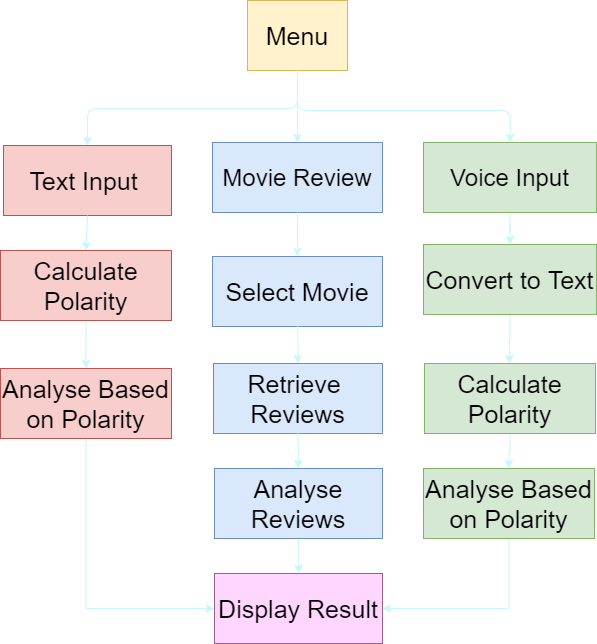 Menu
Text Input
Movie Review
Voice Input
Calculate
Polarity
Select Movie
Convert to Text
Analyse Based
on Polarity
Retrieve
Reviews
Calculate
Polarity
Analyse
Reviews
Analyse Based
on Polarity
Display Result